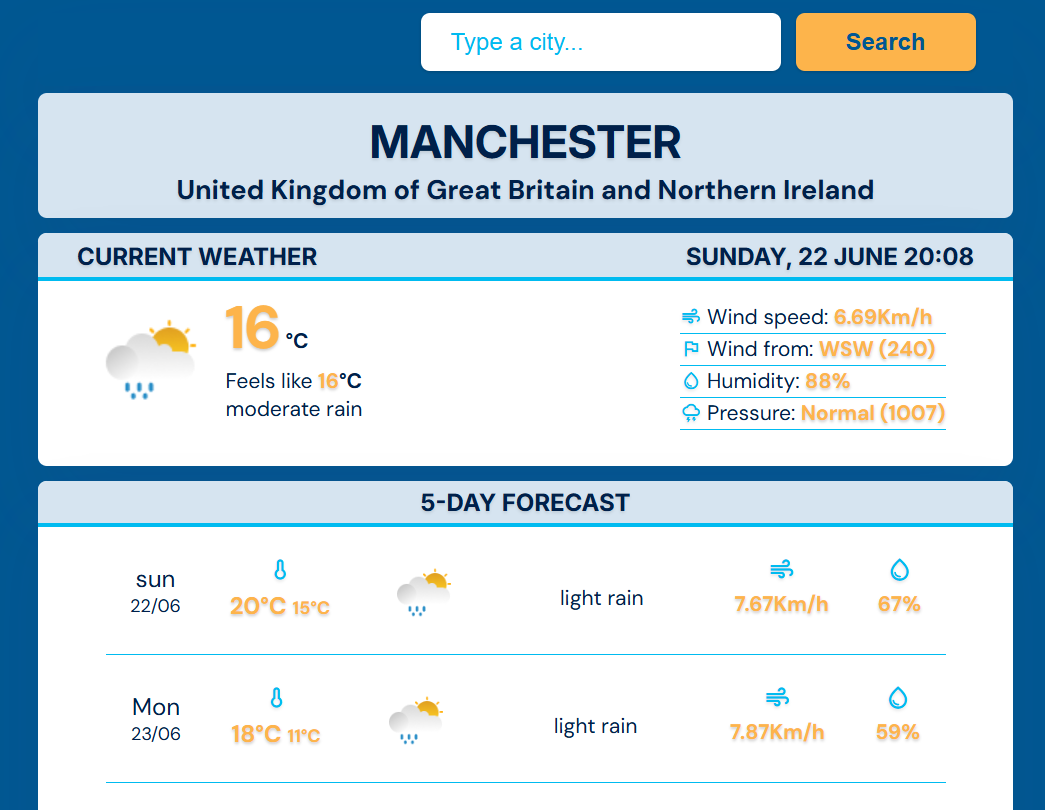 Type a city...
Search
MANCHESTER
United Kingdom of Great Britain and Northern Ireland
CURRENT WEATHER
SUNDAY, 22 JUNE 20:08
16 °C
Feels like 16°C
moderate rain
Wind speed: 6.69Km/h
Wind from: WSW (240)
Humidity: 88%
Pressure: Normal (1007)
5-DAY FORECAST
sun
22/06
20°C 15°C
light rain
7.67Km/h
67%
Mon
23/06
18°C 11°C
light rain
7.87Km/h
59%